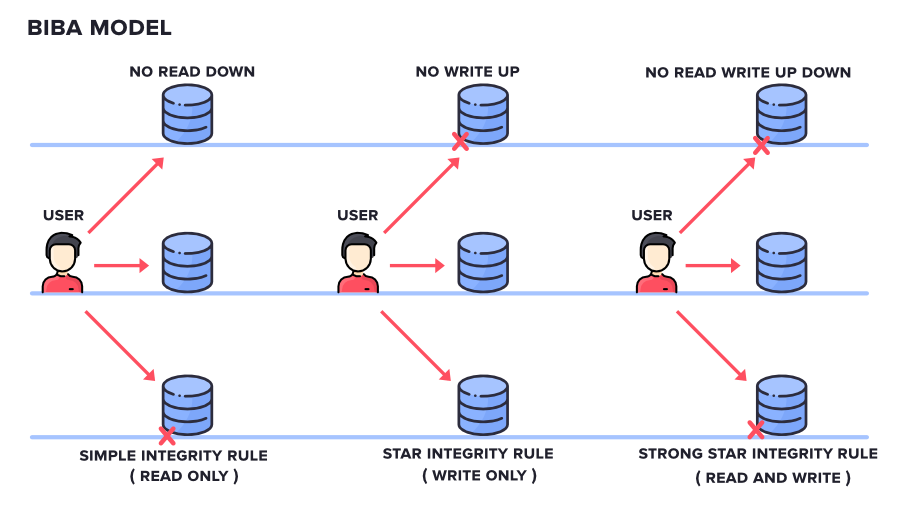 BIBA MODEL
NO READ DOWN
NO WRITE UP
NO READ WRITE UP DOWN
USER
USER
USER
SIMPLE INTEGRITY RULE
( READ ONLY )
STAR INTEGRITY RULE
( WRITE ONLY )
STRONG STAR INTEGRITY RULE
( READ AND WRITE )